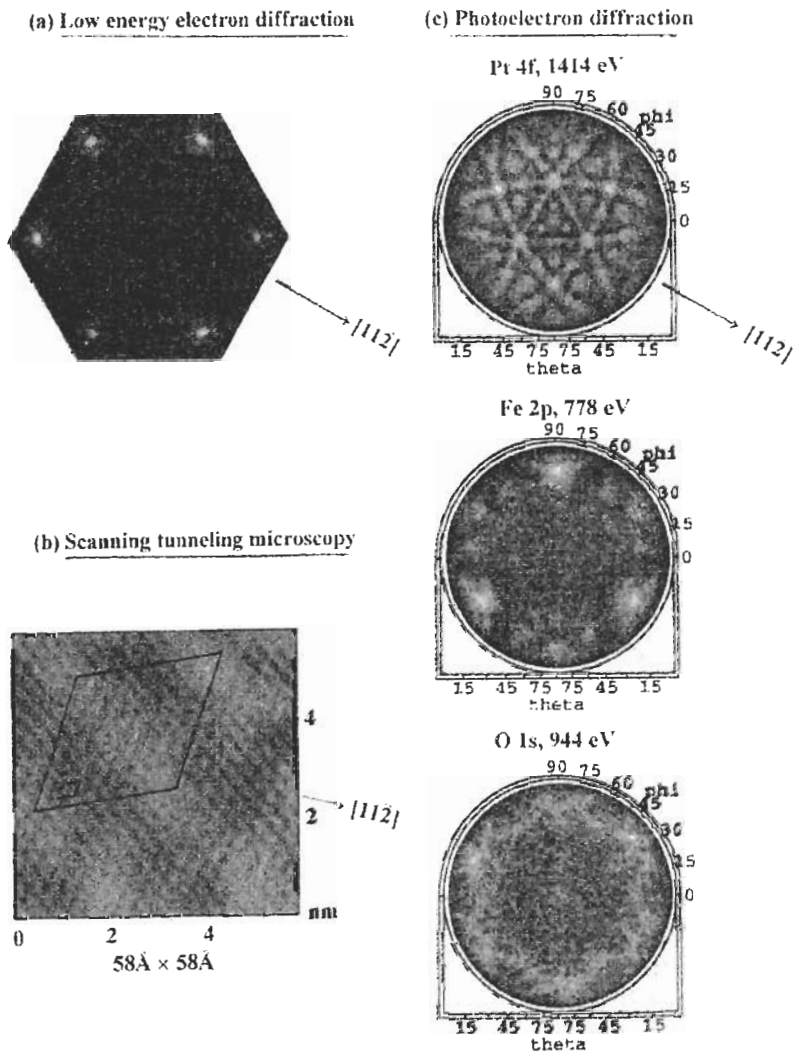 (a) Low energy electron diffraction
[112̄]
(b) Scanning tunneling microscopy
4
2
nm
0 2 4
[112̄]
58Å × 58Å
(c) Photoelectron diffraction
Pt 4f, 1414 eV
90 75 60 phi
45
30
15
0
15 45 75 75 45 15
theta
[112̄]
Fe 2p, 778 eV
90 75 60 phi
45
30
15
0
15 45 75 75 45 15
theta
O 1s, 944 eV
90 75 60 phi
45
30
15
0
15 45 75 75 45 15
theta